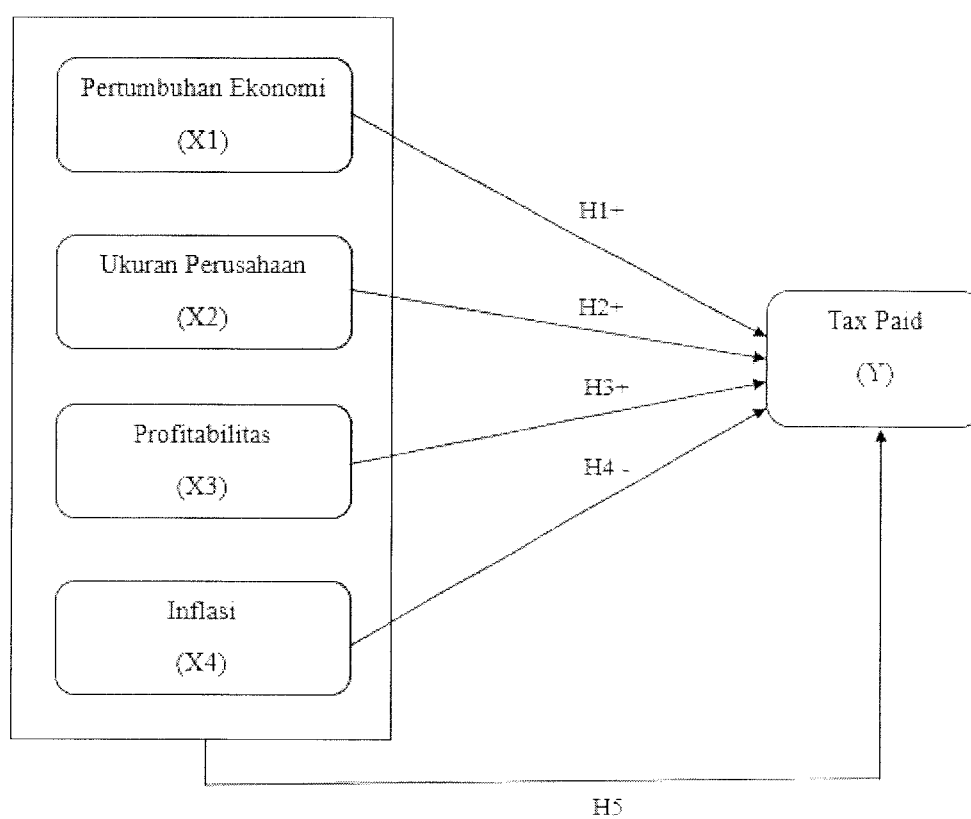 Pertumbuhan Ekonomi
(X1)
Ukuran Perusahaan
(X2)
Profitabilitas
(X3)
Inflasi
(X4)
H1+
H2+
H3+
H4 -
Tax Paid
(Y)
H5